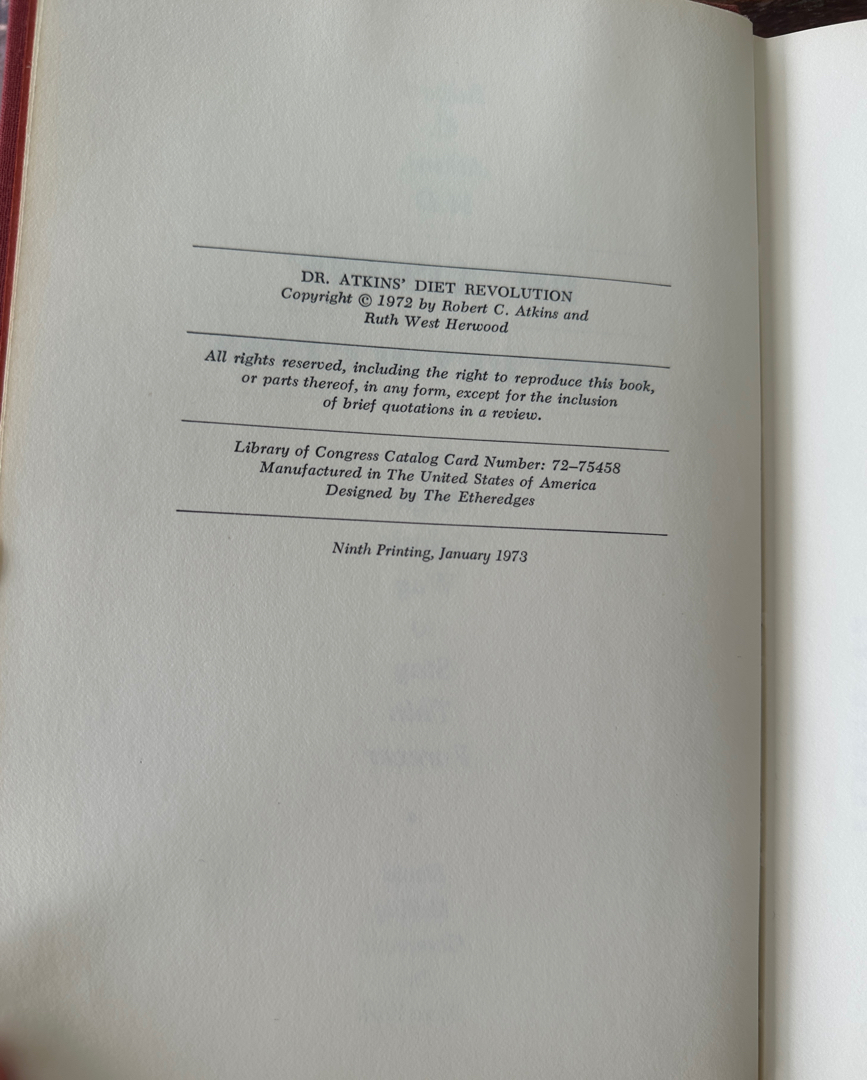 DR. ATKINS' DIET REVOLUTION
Copyright © 1972 by Robert C. Atkins and
Ruth West Herwood
All rights reserved, including the right to reproduce this book,
or parts thereof, in any form, except for the inclusion
of brief quotations in a review.
Library of Congress Catalog Card Number: 72–75458
Manufactured in The United States of America
Designed by The Etheredges
Ninth Printing, January 1973